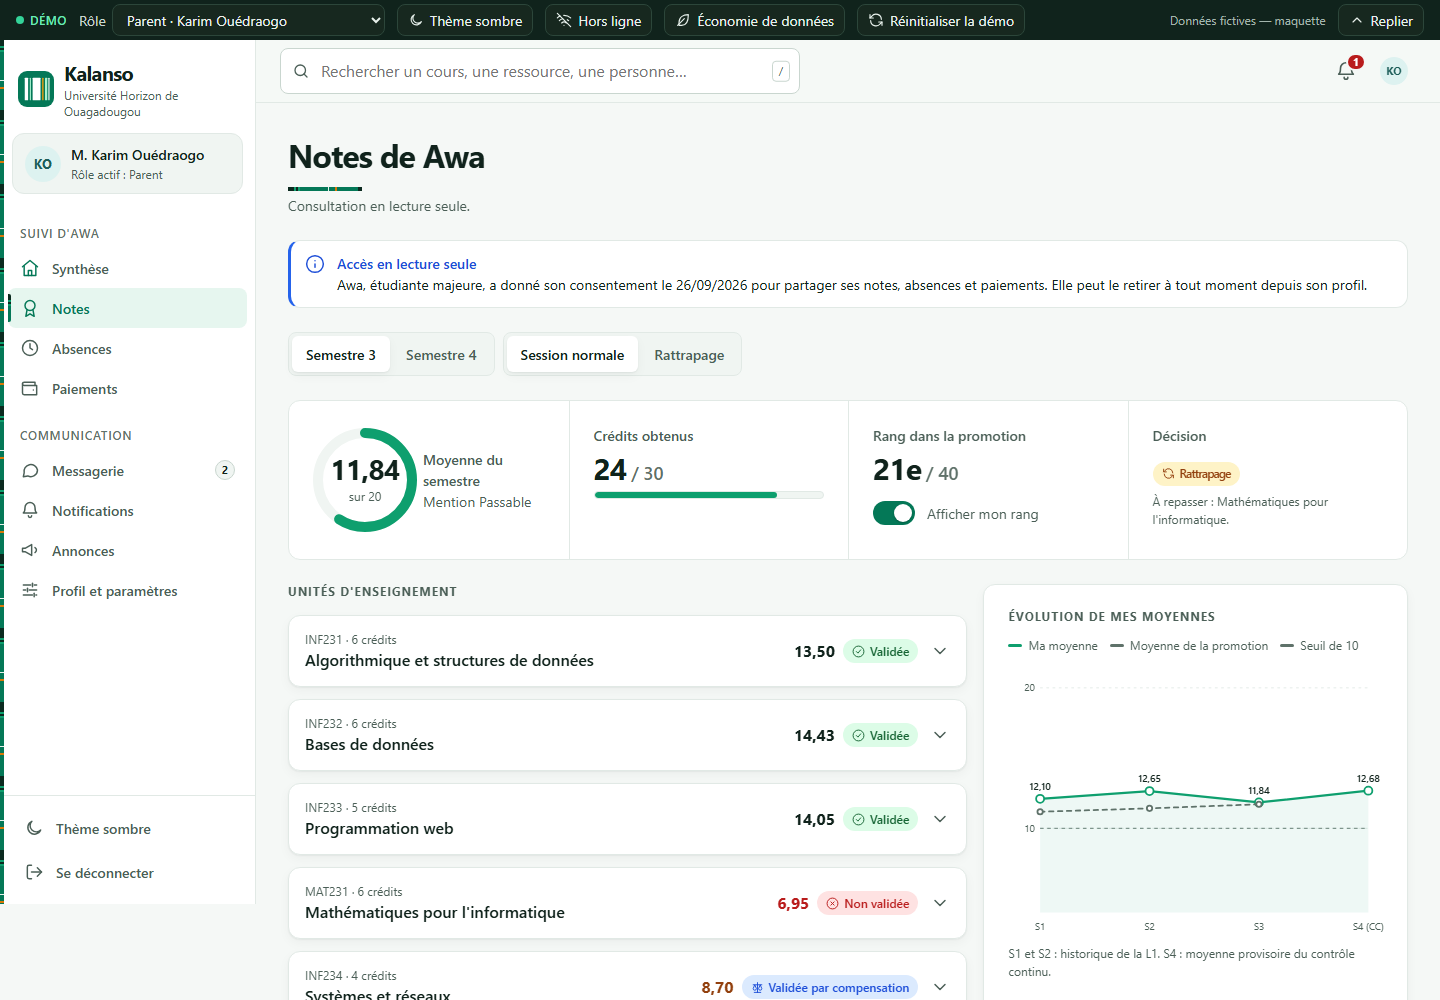 DÉMO Rôle Parent · Karim Ouédraogo Thème sombre Hors ligne Économie de données Réinitialiser la démo Données fictives — maquette Replier
Kalanso
Université Horizon de
Ouagadougou
Rechercher un cours, une ressource, une personne... /
1
KO
KO
M. Karim Ouédraogo
Rôle actif : Parent
SUIVI D'AWA
Synthèse
Notes
Absences
Paiements
COMMUNICATION
Messagerie 2
Notifications
Annonces
Profil et paramètres
Thème sombre
Se déconnecter
Notes de Awa
Consultation en lecture seule.
Accès en lecture seule
Awa, étudiante majeure, a donné son consentement le 26/09/2026 pour partager ses notes, absences et paiements. Elle peut le retirer à tout moment depuis son profil.
Semestre 3 Semestre 4 Session normale Rattrapage
11,84
sur 20
Moyenne du
semestre
Mention Passable
Crédits obtenus
24 / 30
Rang dans la promotion
21e / 40
Afficher mon rang
Décision
Rattrapage
À repasser : Mathématiques pour
l'informatique.
UNITÉS D'ENSEIGNEMENT
INF231 · 6 crédits
Algorithmique et structures de données
13,50 Validée
INF232 · 6 crédits
Bases de données
14,43 Validée
INF233 · 5 crédits
Programmation web
14,05 Validée
MAT231 · 6 crédits
Mathématiques pour l'informatique
6,95 Non validée
INF234 · 4 crédits
Systèmes et réseaux
8,70 Validée par compensation
ÉVOLUTION DE MES MOYENNES
Ma moyenne Moyenne de la promotion Seuil de 10
20
12,10 12,65 11,84 12,68
10
S1 S2 S3 S4 (CC)
S1 et S2 : historique de la L1. S4 : moyenne provisoire du contrôle
continu.